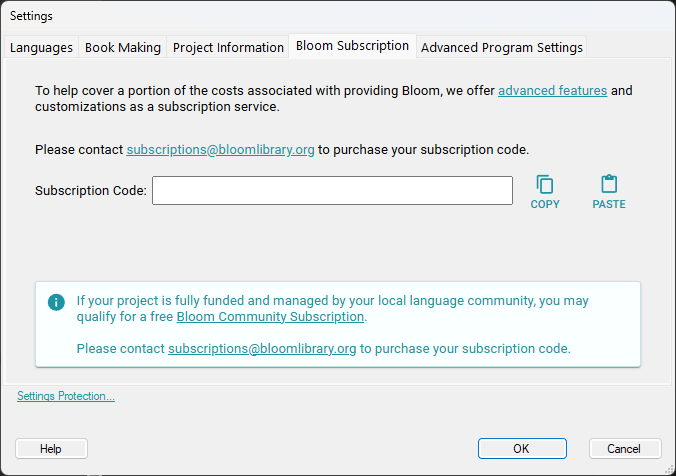 Settings
Languages Book Making Project Information Bloom Subscription Advanced Program Settings
To help cover a portion of the costs associated with providing Bloom, we offer advanced features and
customizations as a subscription service.
Please contact subscriptions@bloomlibrary.org to purchase your subscription code.
Subscription Code:
COPY PASTE
If your project is fully funded and managed by your local language community, you may
qualify for a free Bloom Community Subscription.
Please contact subscriptions@bloomlibrary.org to purchase your subscription code.
Settings Protection...
Help OK Cancel